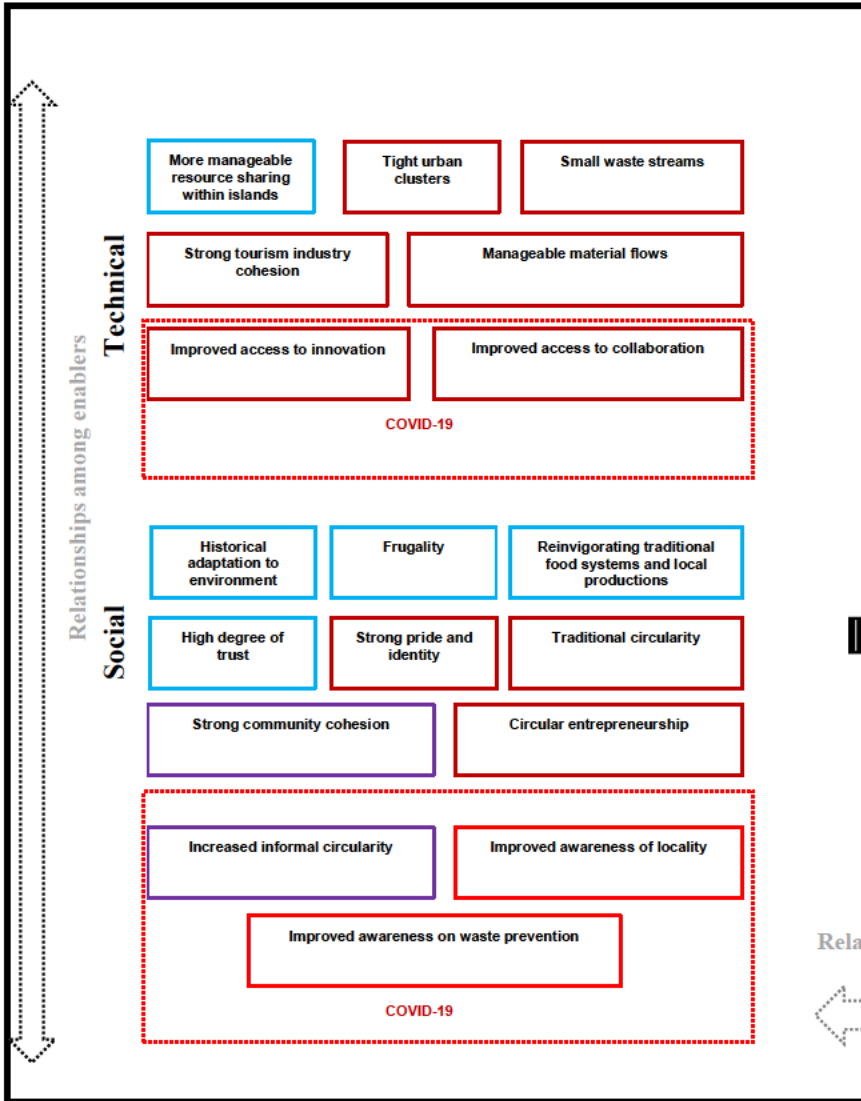 More manageable
resource sharing
within islands
Tight urban
clusters
Small waste streams
Strong tourism industry
cohesion
Manageable material flows
Technical
Improved access to innovation
Improved access to collaboration
COVID-19
Relationships among enablers
Historical
adaptation to
environment
Frugality
Reinvigorating traditional
food systems and local
productions
Social
High degree of
trust
Strong pride and
identity
Traditional circularity
Strong community cohesion
Circular entrepreneurship
Increased informal circularity
Improved awareness of locality
Improved awareness on waste prevention
COVID-19